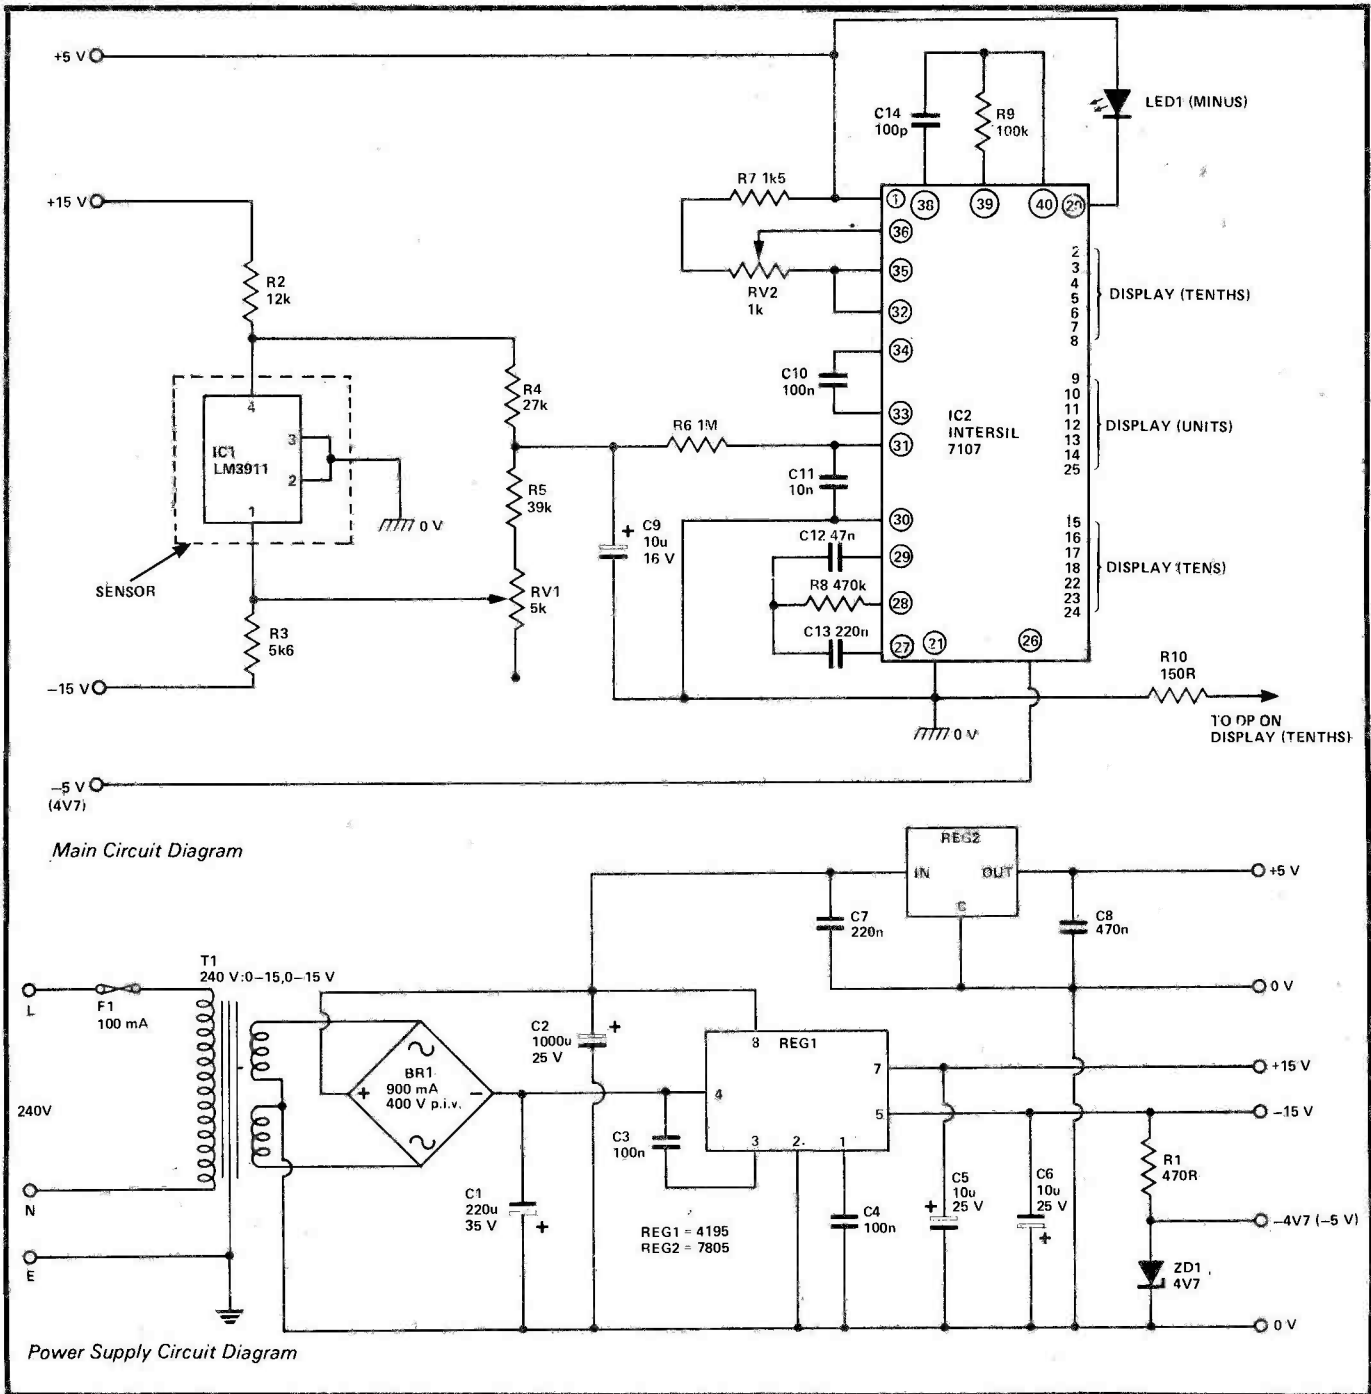 +5 V
C14
100p
R9
100k
LED1 (MINUS)
R7 1k5
+15 V
1
38
39
40
20
36
35
RV2
1k
32
2
3
4
5
6
7
8
DISPLAY (TENTHS)
R2
12k
34
C10
100n
33
R4
27k
9
10
11
12
13
14
25
DISPLAY (UNITS)
IC2
INTERSIL
7107
4
3
2
1
IC1
LM3911
R6 1M
31
C11
10n
R5
39k
0 V
30
C9
10u
16 V
+
C12 47n
29
15
16
17
18
22
23
24
DISPLAY (TENS)
SENSOR
RV1
5k
R8 470k
28
R3
5k6
C13 220n
27
21
26
R10
150R
–15 V
0 V
TO DP ON
DISPLAY (TENTHS)
–5 V
(4V7)
Main Circuit Diagram
REG2
IN
OUT
C
+5 V
C7
220n
C8
470n
T1
240 V:0–15,0–15 V
L
F1
100 mA
0 V
C2
1000u
25 V
+
8
REG1
BR1
900 mA
400 V p.i.v.
+
–
7
+15 V
240V
4
5
–15 V
C3
100n
3
2
1
R1
470R
N
C1
220u
35 V
+
C4
100n
C5
10u
25 V
+
C6
10u
25 V
+
–4V7 (–5 V)
REG1 = 4195
REG2 = 7805
E
ZD1
4V7
0 V
Power Supply Circuit Diagram